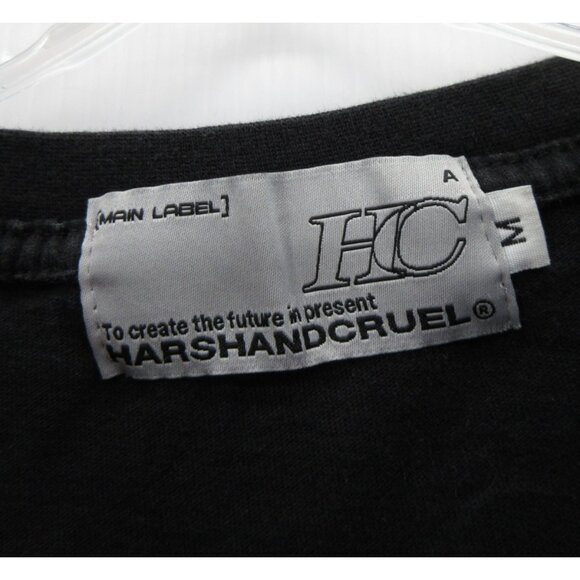 [MAIN LABEL]
A
HC
M
To create the future in present
HARSHANDCRUEL®